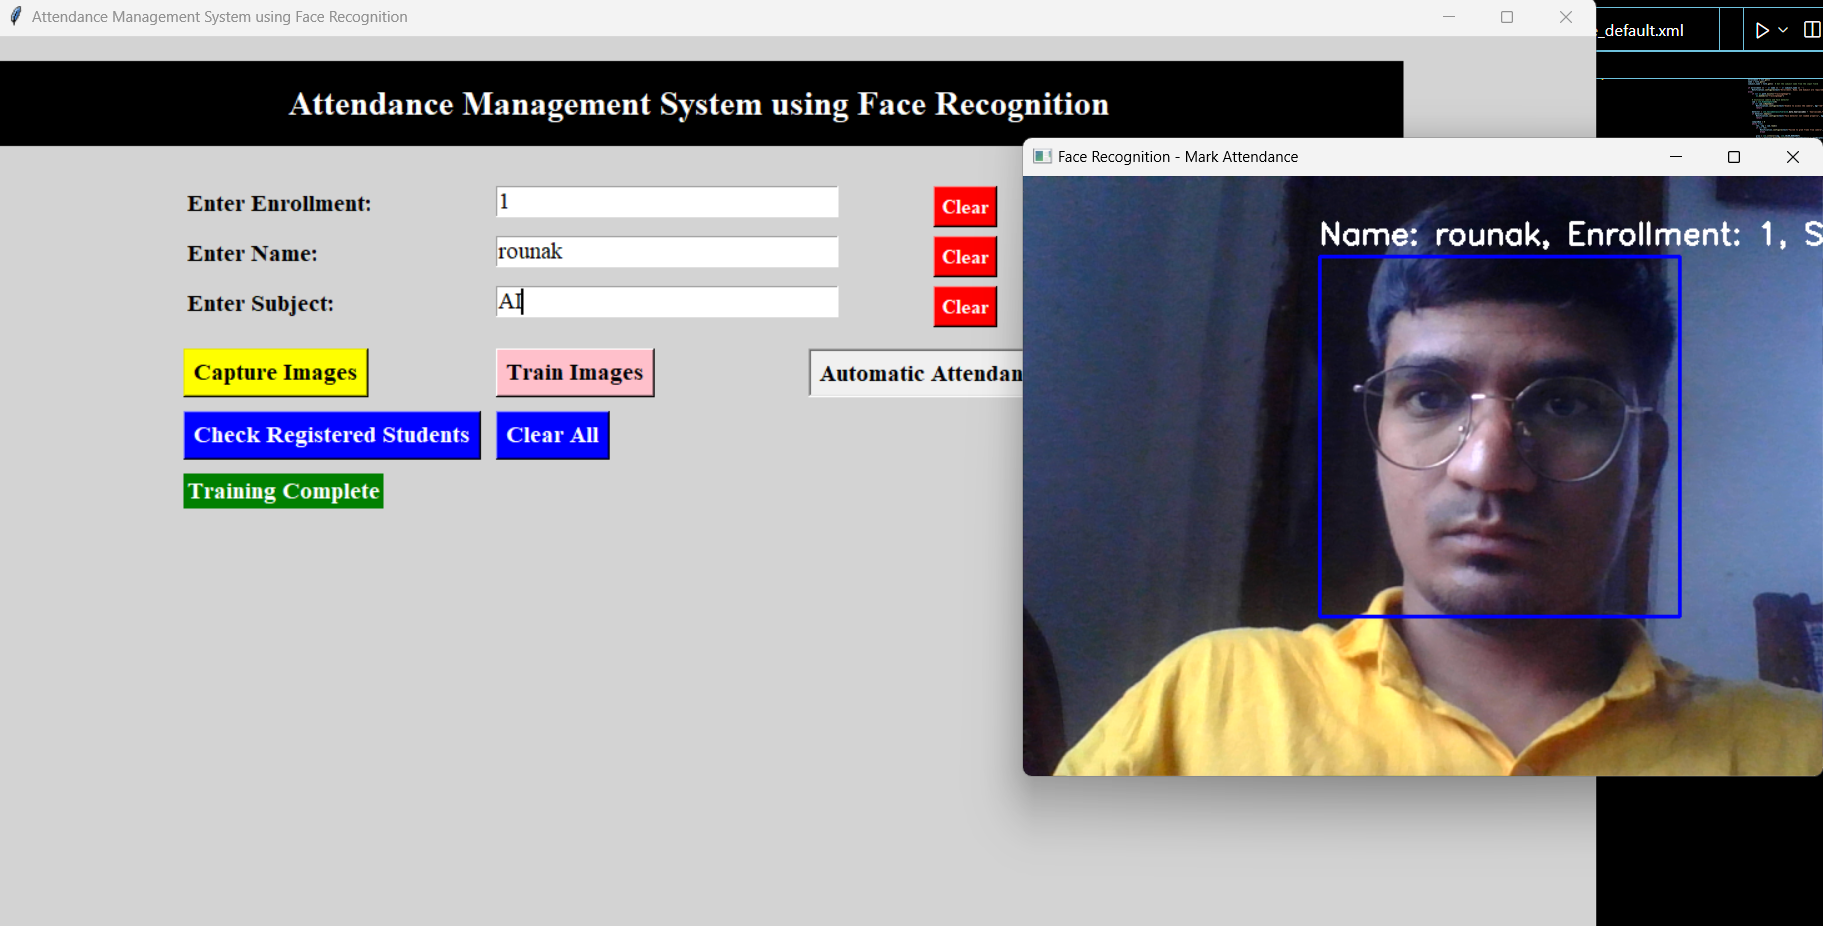 Attendance Management System using Face Recognition
_default.xml
Attendance Management System using Face Recognition
Face Recognition - Mark Attendance
Enter Enrollment:
1
Clear
Name: rounak, Enrollment: 1, S
Enter Name:
rounak
Clear
Enter Subject:
AI
Clear
Capture Images
Train Images
Automatic Attendan
Check Registered Students
Clear All
Training Complete